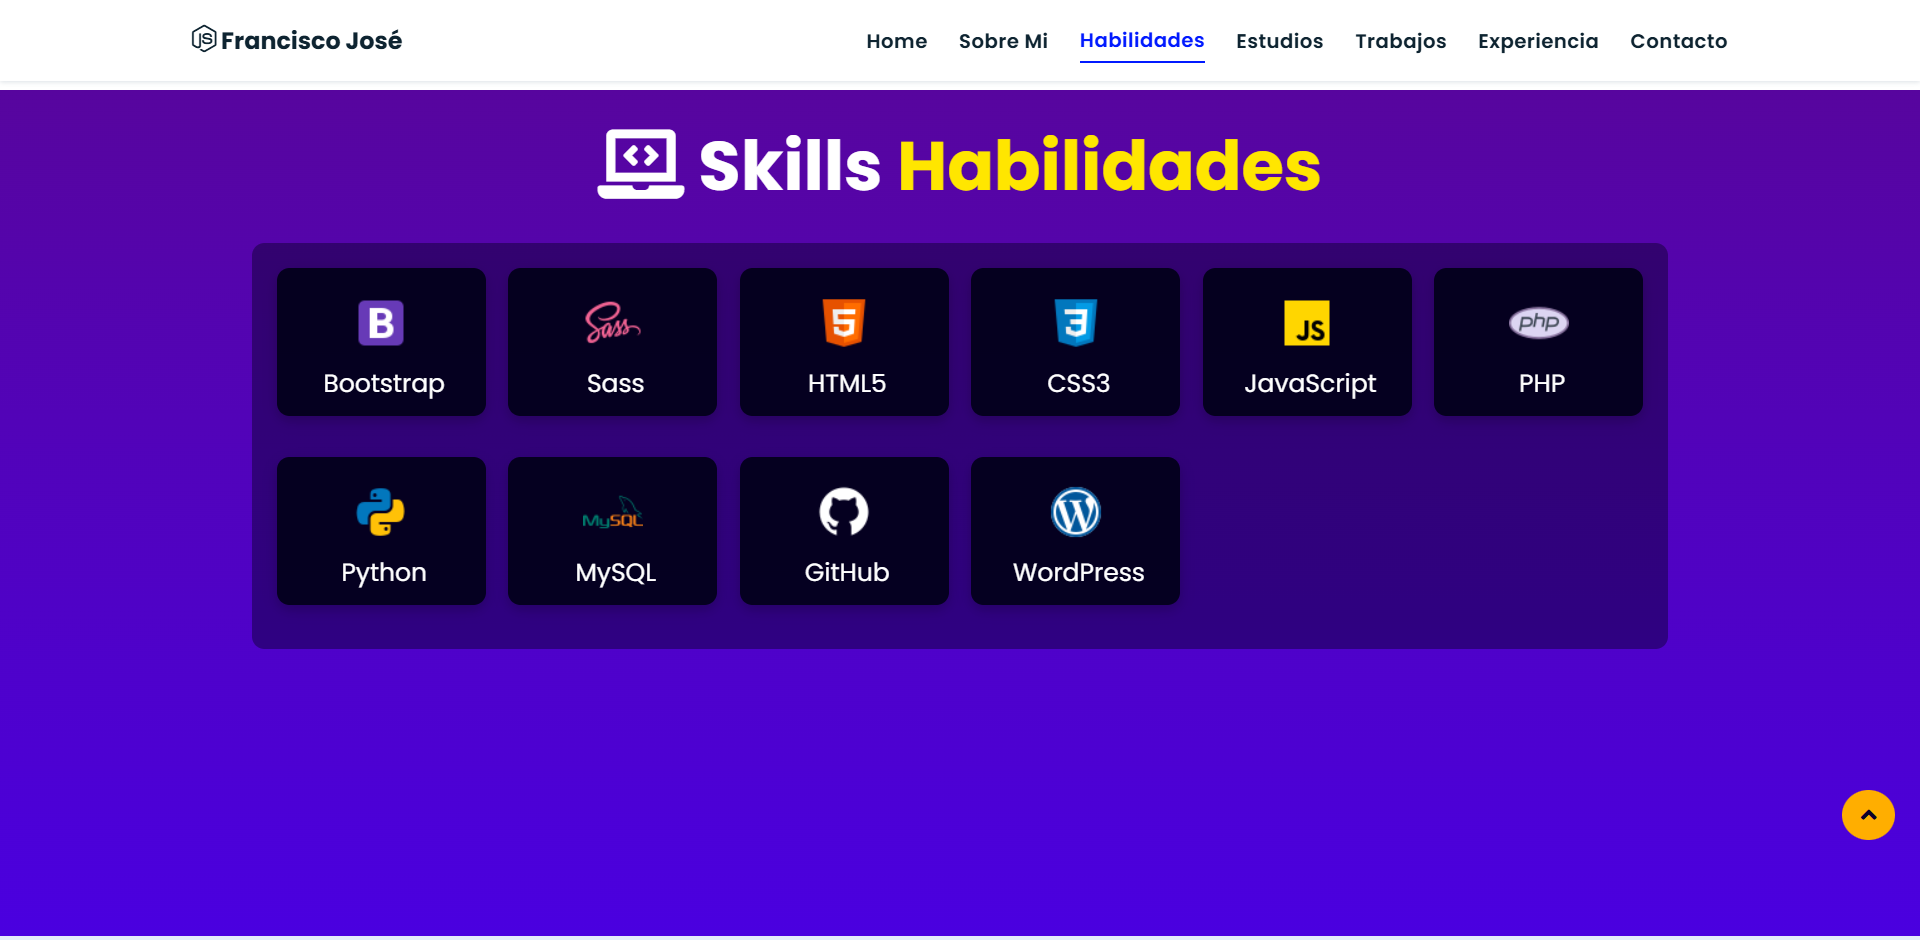 JS Francisco José
Home Sobre Mi Habilidades Estudios Trabajos Experiencia Contacto
Skills Habilidades
B Sass 5 3 JS php
Bootstrap Sass HTML5 CSS3 JavaScript PHP
MySQL W
Python MySQL GitHub WordPress